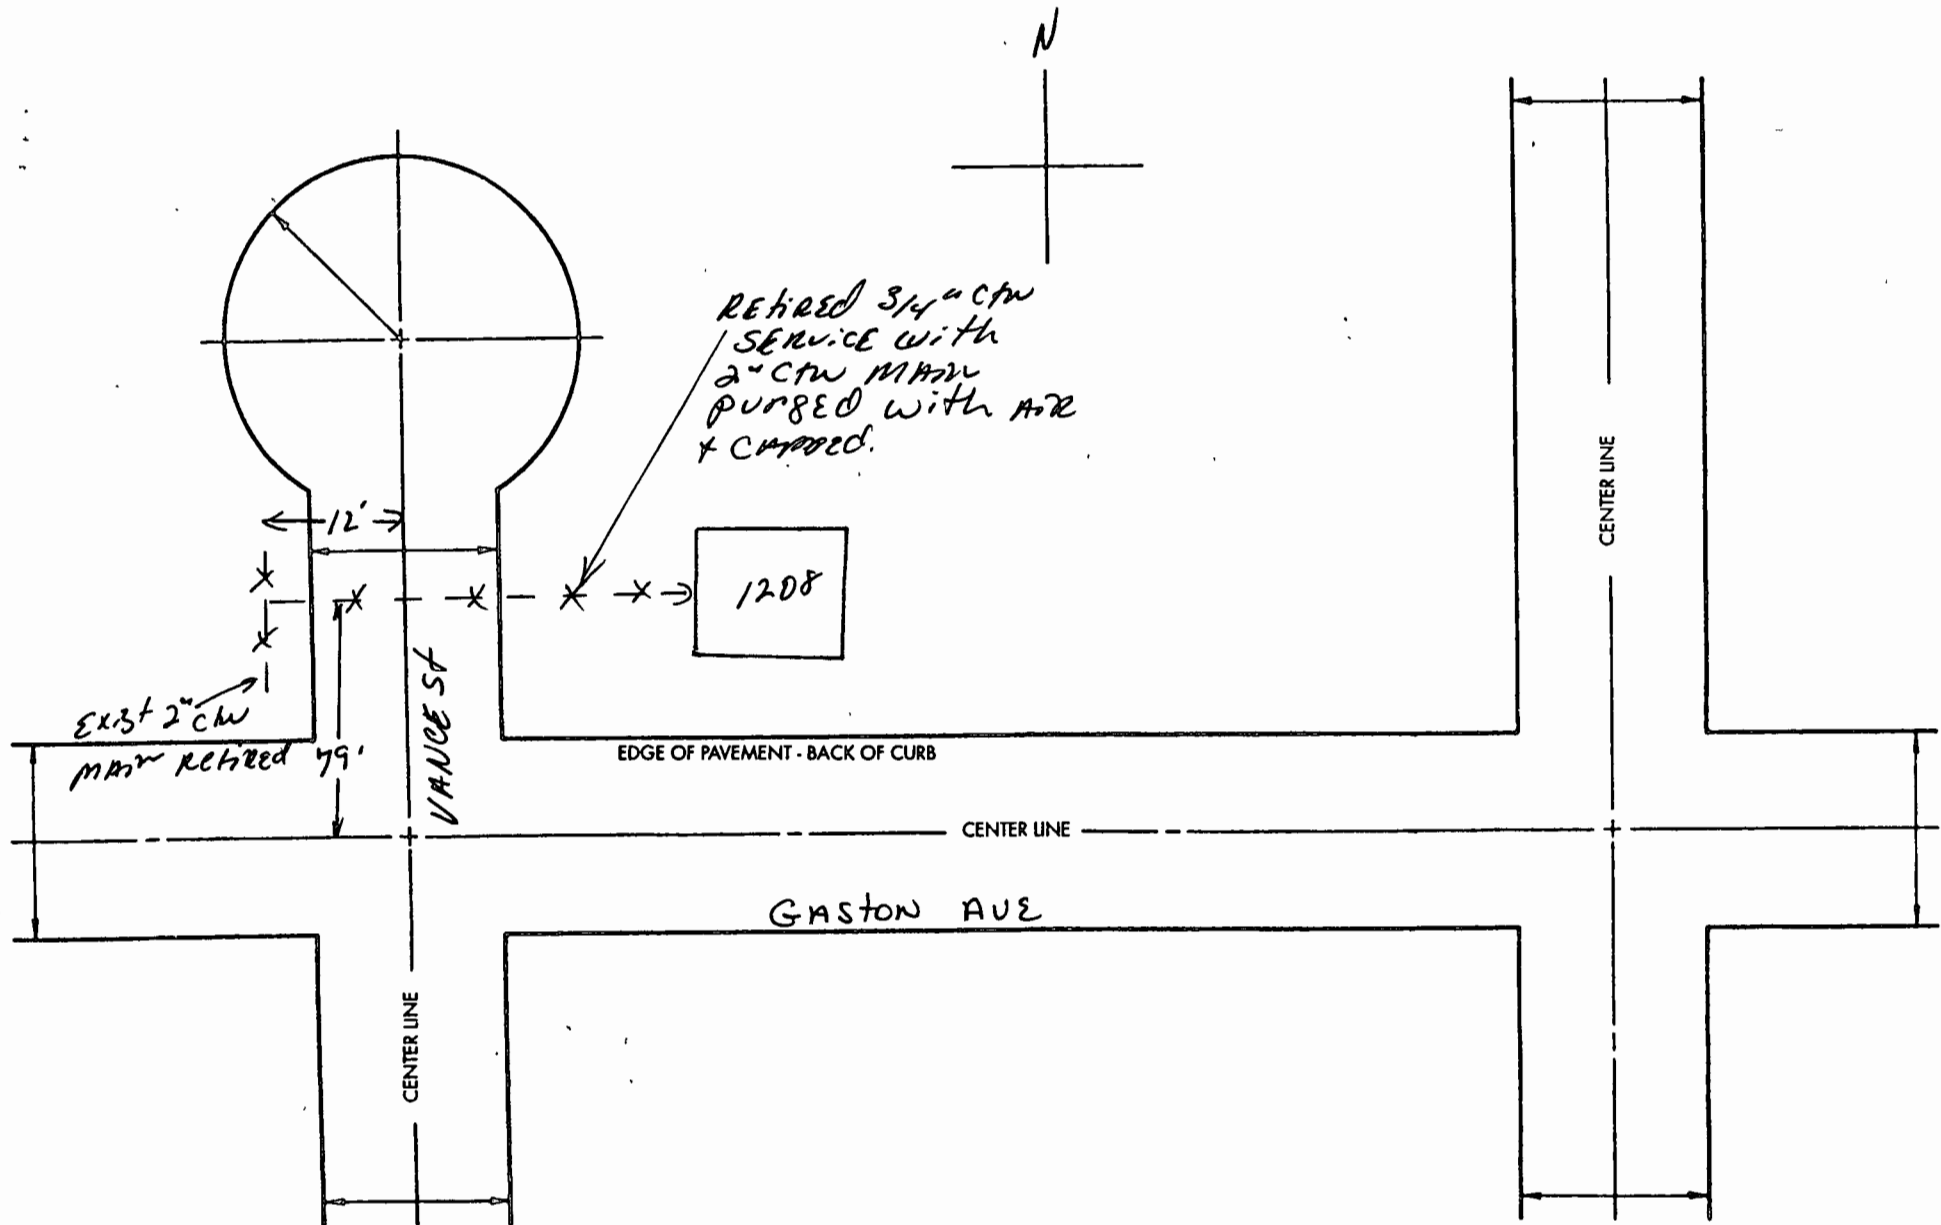 N
RETIRED 3/4" CTW
SERVICE with
2" CTW MAIN
PURGED with AIR
+ CAPPED.
12'
1208
EXIST 2" CTW
MAIN RETIRED
79'
VANCE St
EDGE OF PAVEMENT - BACK OF CURB
CENTER LINE
CENTER LINE
GASTON AVE
CENTER LINE